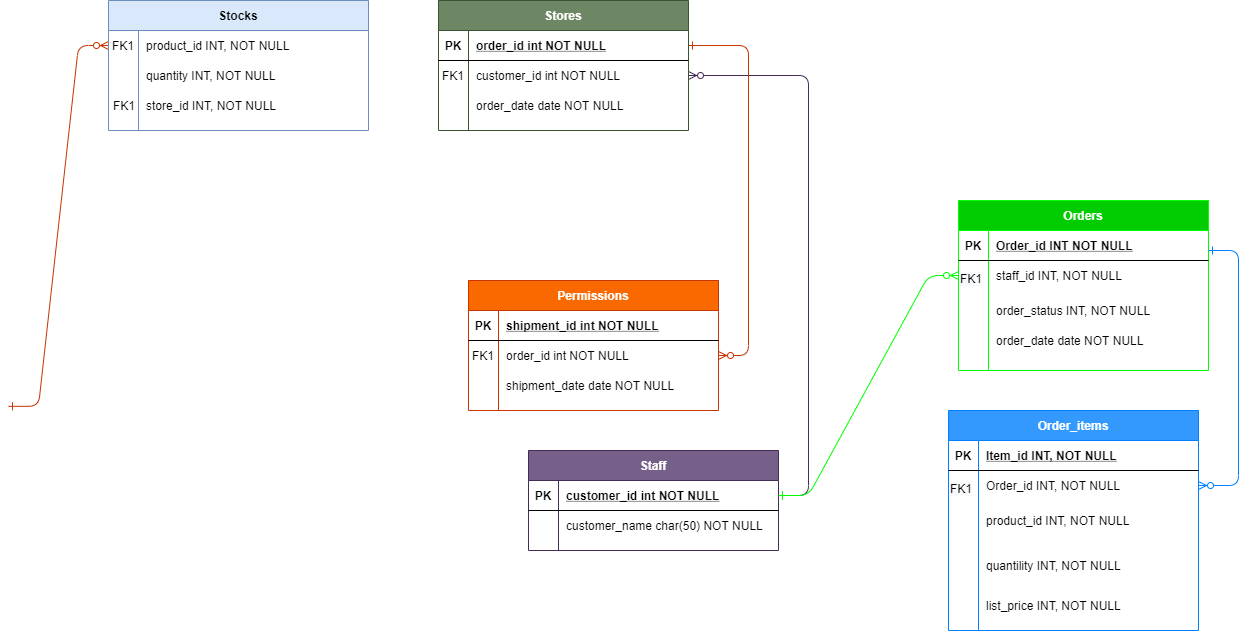 Stocks
FK1 product_id INT, NOT NULL
quantity INT, NOT NULL
FK1 store_id INT, NOT NULL
Stores
PK order_id int NOT NULL
FK1 customer_id int NOT NULL
order_date date NOT NULL
Orders
PK Order_id INT NOT NULL
FK1 staff_id INT, NOT NULL
order_status INT, NOT NULL
order_date date NOT NULL
Permissions
PK shipment_id int NOT NULL
FK1 order_id int NOT NULL
shipment_date date NOT NULL
Order_items
PK Item_id INT, NOT NULL
FK1 Order_id INT, NOT NULL
product_id INT, NOT NULL
quantility INT, NOT NULL
list_price INT, NOT NULL
Staff
PK customer_id int NOT NULL
customer_name char(50) NOT NULL